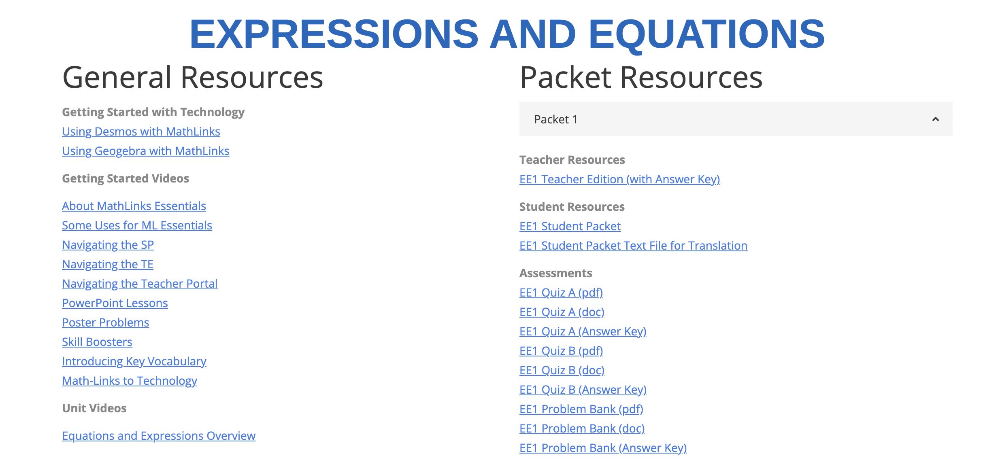 EXPRESSIONS AND EQUATIONS
General Resources
Getting Started with Technology
Using Desmos with MathLinks
Using Geogebra with MathLinks
Getting Started Videos
About MathLinks Essentials
Some Uses for ML Essentials
Navigating the SP
Navigating the TE
Navigating the Teacher Portal
PowerPoint Lessons
Poster Problems
Skill Boosters
Introducing Key Vocabulary
Math-Links to Technology
Unit Videos
Equations and Expressions Overview
Packet Resources
Packet 1
Teacher Resources
EE1 Teacher Edition (with Answer Key)
Student Resources
EE1 Student Packet
EE1 Student Packet Text File for Translation
Assessments
EE1 Quiz A (pdf)
EE1 Quiz A (doc)
EE1 Quiz A (Answer Key)
EE1 Quiz B (pdf)
EE1 Quiz B (doc)
EE1 Quiz B (Answer Key)
EE1 Problem Bank (pdf)
EE1 Problem Bank (doc)
EE1 Problem Bank (Answer Key)